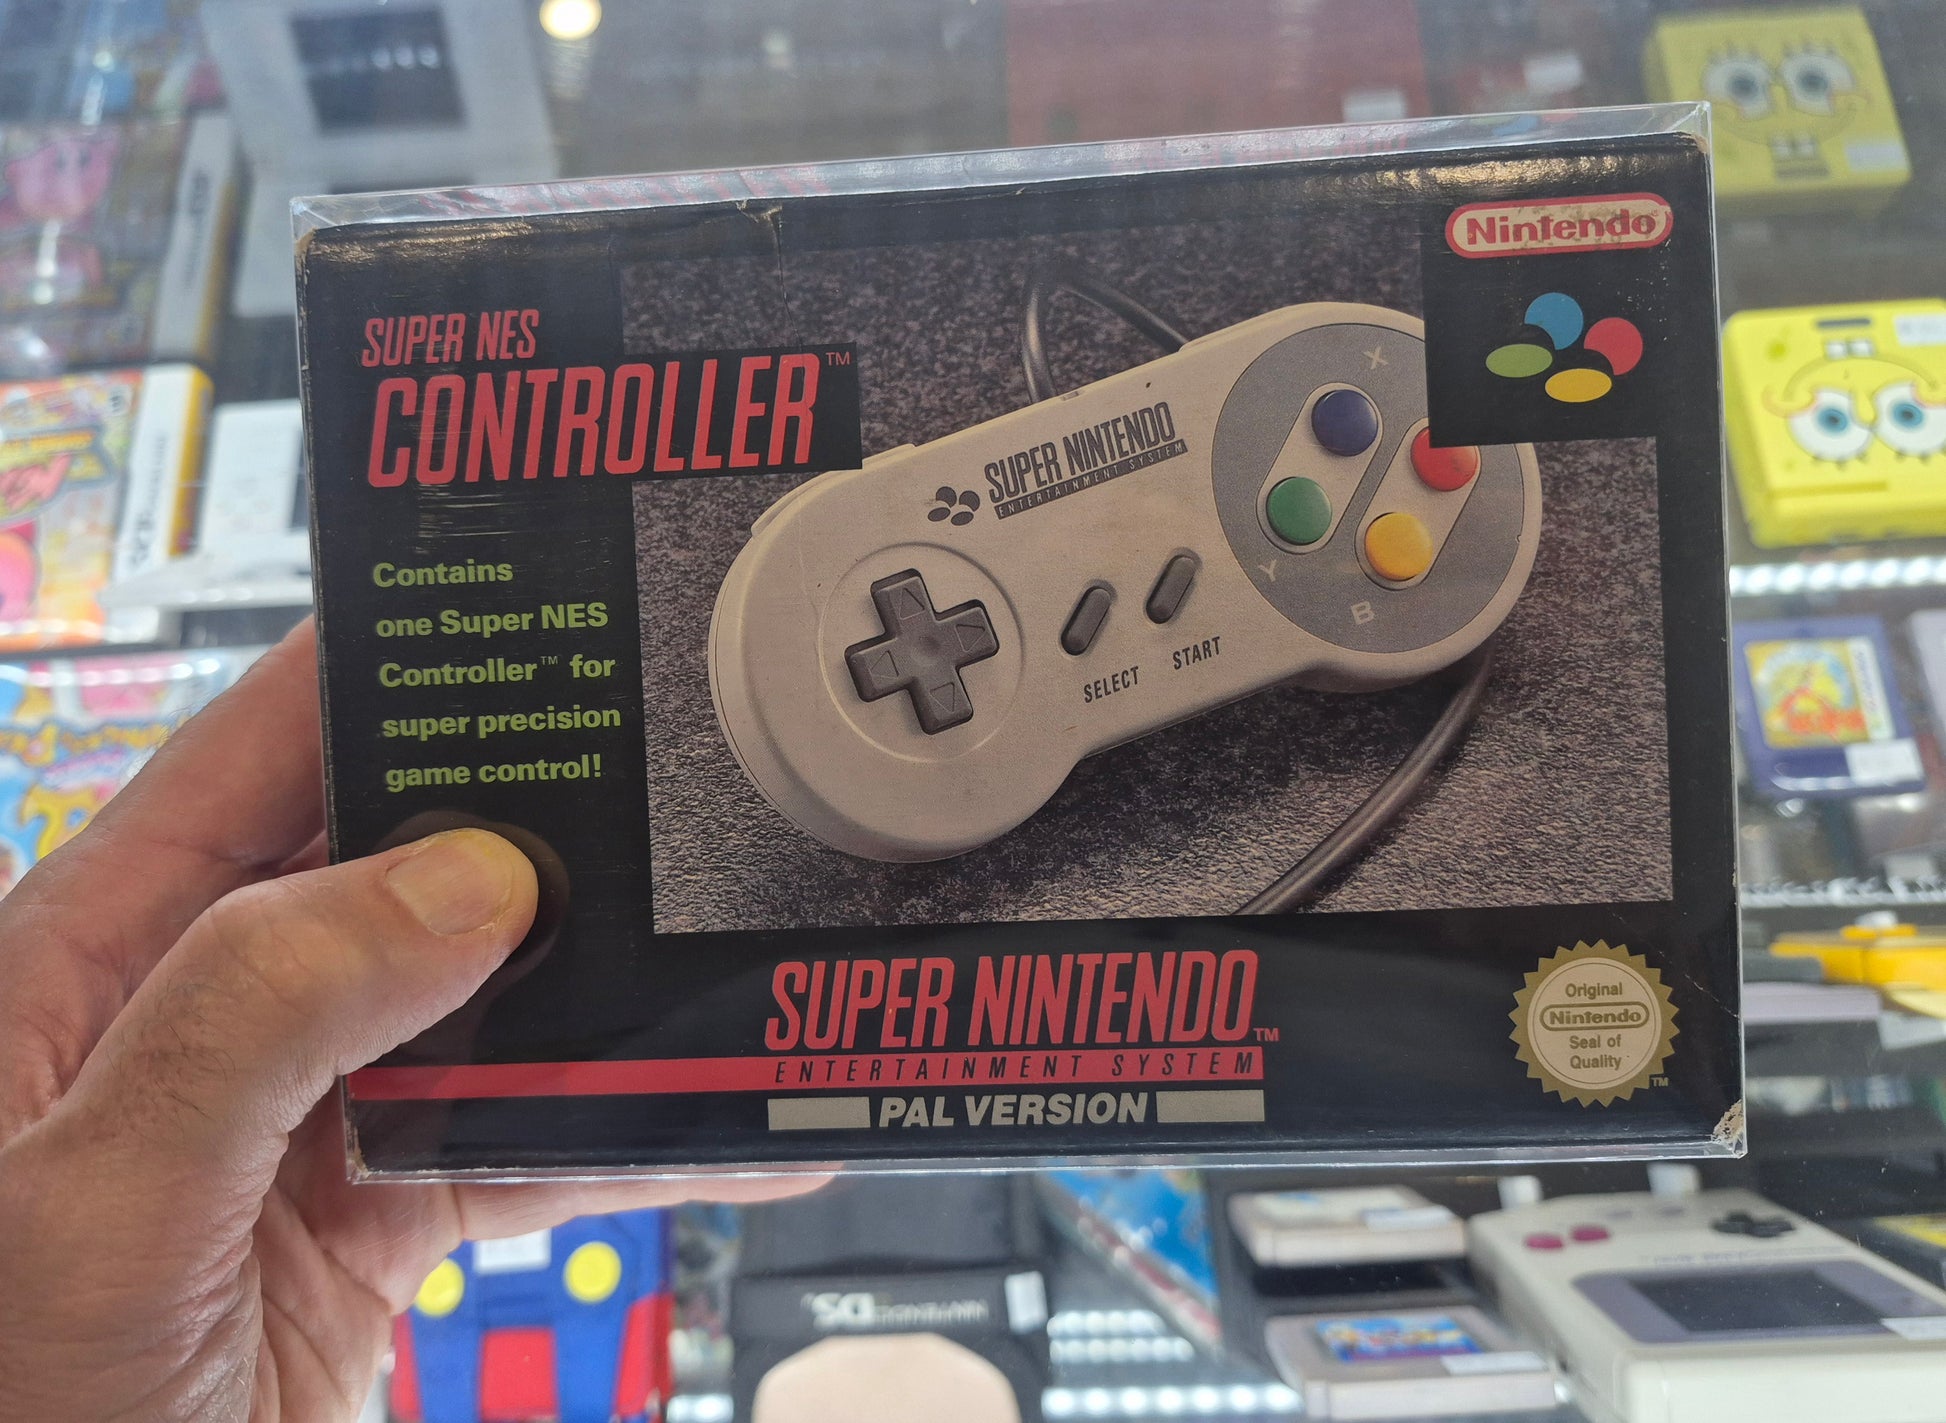 Nintendo
SUPER NES
CONTROLLER™
Contains
one Super NES
Controller™ for
super precision
game control!
SUPER NINTENDO
ENTERTAINMENT SYSTEM
X
Y
B
SELECT
START
SUPER NINTENDO™
ENTERTAINMENT SYSTEM
PAL VERSION
Original
Nintendo
Seal of
Quality
™